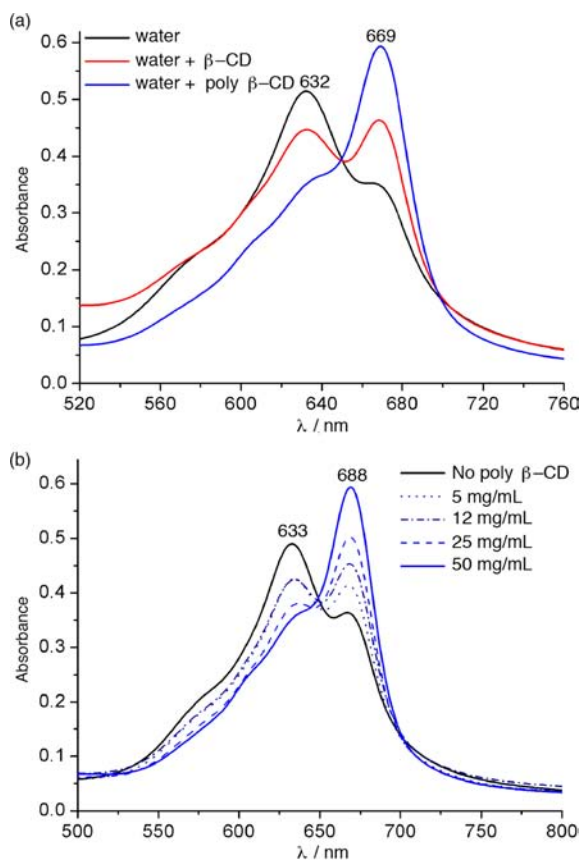 (a)
water
water + β-CD
water + poly β-CD
632
669
Absorbance
0.6
0.5
0.4
0.3
0.2
0.1
0.0
520 560 600 640 680 720 760
λ / nm
(b)
No poly β-CD
5 mg/mL
12 mg/mL
25 mg/mL
50 mg/mL
633
688
Absorbance
0.6
0.5
0.4
0.3
0.2
0.1
0.0
500 550 600 650 700 750 800
λ / nm